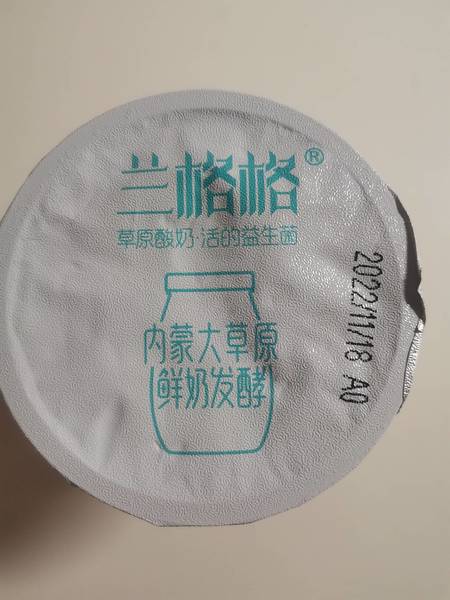 兰格格®
草原酸奶·活的益生菌
内蒙大草原
鲜奶发酵
2022/11/18 A0